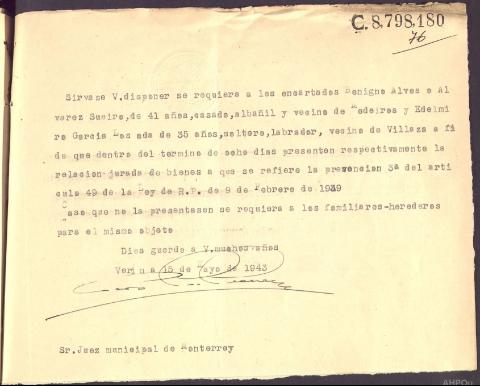 C. 8,798,180
76
Sirvase V.disponer se requiera a los encartados Benigno Alves o Al
varez Sueiro,de 41 años,casado,albañil y vecino de Medeiros y Edelmi
ro Garcia de 35 años,soltero,labrador, vecino de Villaza a fi
de que dentro del termino de ocho dias presenten respectivamente la
relacion jurada de bienes a que se refiere la prevencion 3ª del arti
culo 49 de la Ley de R.P. de 9 de Febrero de 1939
Caso que no la presentasen se requiera a los familiares-herederos
para el mismo objeto
Dios guarde a V.muchos años
Verin a 15 de Mayo de 1943
Sr.Juez municipal de Monterrey
AHPOu